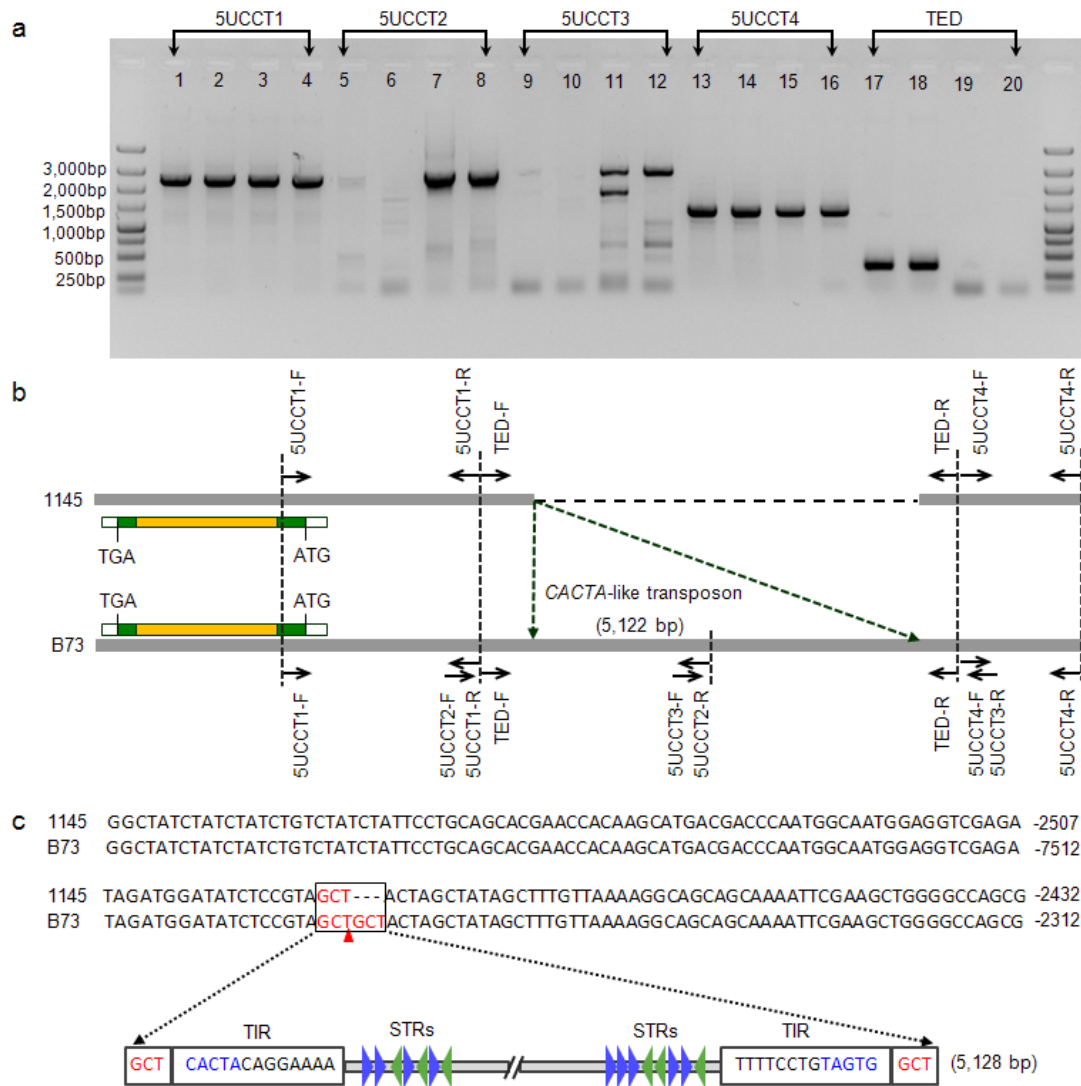 a
5UCCT1 5UCCT2 5UCCT3 5UCCT4 TED
1 2 3 4 5 6 7 8 9 10 11 12 13 14 15 16 17 18 19 20
3,000bp
2,000bp
1,500bp
1,000bp
500bp
250bp
b
5UCCT1-F 5UCCT1-R TED-F TED-R 5UCCT4-F 5UCCT4-R
1145
TGA ATG
CACTA-like transposon
(5,122 bp)
TGA ATG
B73
5UCCT1-F 5UCCT2-F 5UCCT1-R TED-F 5UCCT3-F 5UCCT2-R TED-R 5UCCT4-F 5UCCT3-R 5UCCT4-R
c
1145 GGCTATCTATCTATCTGTCTATCTATTCCTGCAGCACGAACCACAAGCATGACGACCCAATGGCAATGGAGGTCGAGA -2507
B73 GGCTATCTATCTATCTGTCTATCTATTCCTGCAGCACGAACCACAAGCATGACGACCCAATGGCAATGGAGGTCGAGA -7512
1145 TAGATGGATATCTCCGTAGCT---ACTAGCTATAGCTTTGTTAAAAGGCAGCAGCAAAATTCGAAGCTGGGGCCAGCG -2432
B73 TAGATGGATATCTCCGTAGCTGCTACTAGCTATAGCTTTGTTAAAAGGCAGCAGCAAAATTCGAAGCTGGGGCCAGCG -2312
TIR STRs STRs TIR
GCT CACTACAGGAAAA TTTTCCTGTAGTG GCT (5,128 bp)